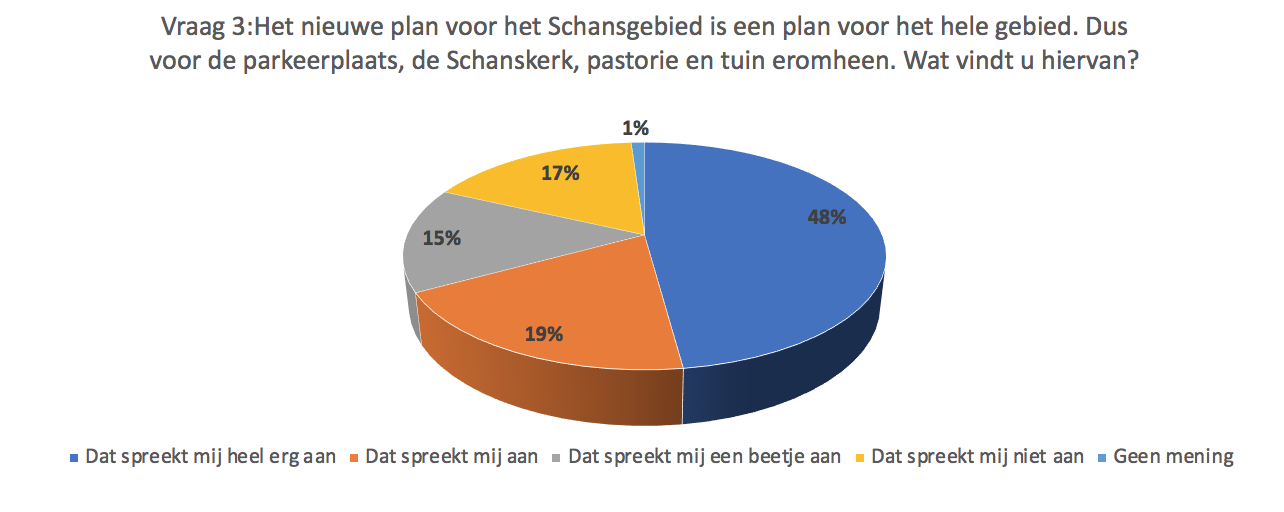 Vraag 3:Het nieuwe plan voor het Schansgebied is een plan voor het hele gebied. Dus
voor de parkeerplaats, de Schanskerk, pastorie en tuin eromheen. Wat vindt u hiervan?
1%
17%
48%
15%
19%
Dat spreekt mij heel erg aan Dat spreekt mij aan Dat spreekt mij een beetje aan Dat spreekt mij niet aan Geen mening